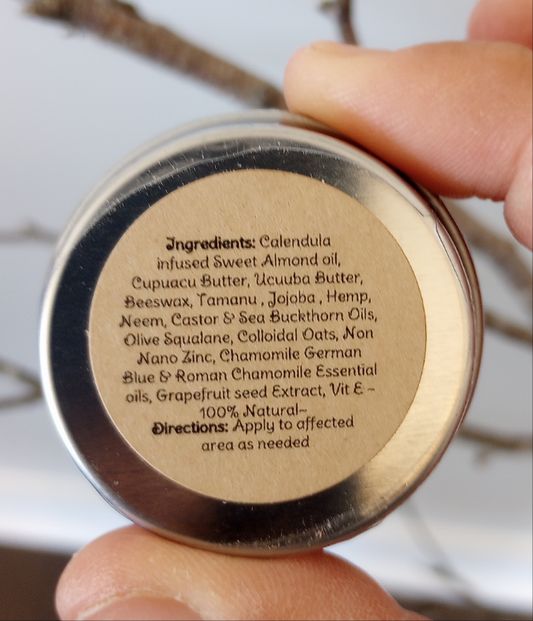 Ingredients: Calendula
infused Sweet Almond oil,
Cupuacu Butter, Ucuuba Butter,
Beeswax, Tamanu , Jojoba , Hemp,
Neem, Castor & Sea Buckthorn Oils,
Olive Squalane, Colloidal Oats, Non
Nano Zinc, Chamomile German
Blue & Roman Chamomile Essential
oils, Grapefruit seed Extract, Vit E ~
100% Natural~
Directions: Apply to affected
area as needed